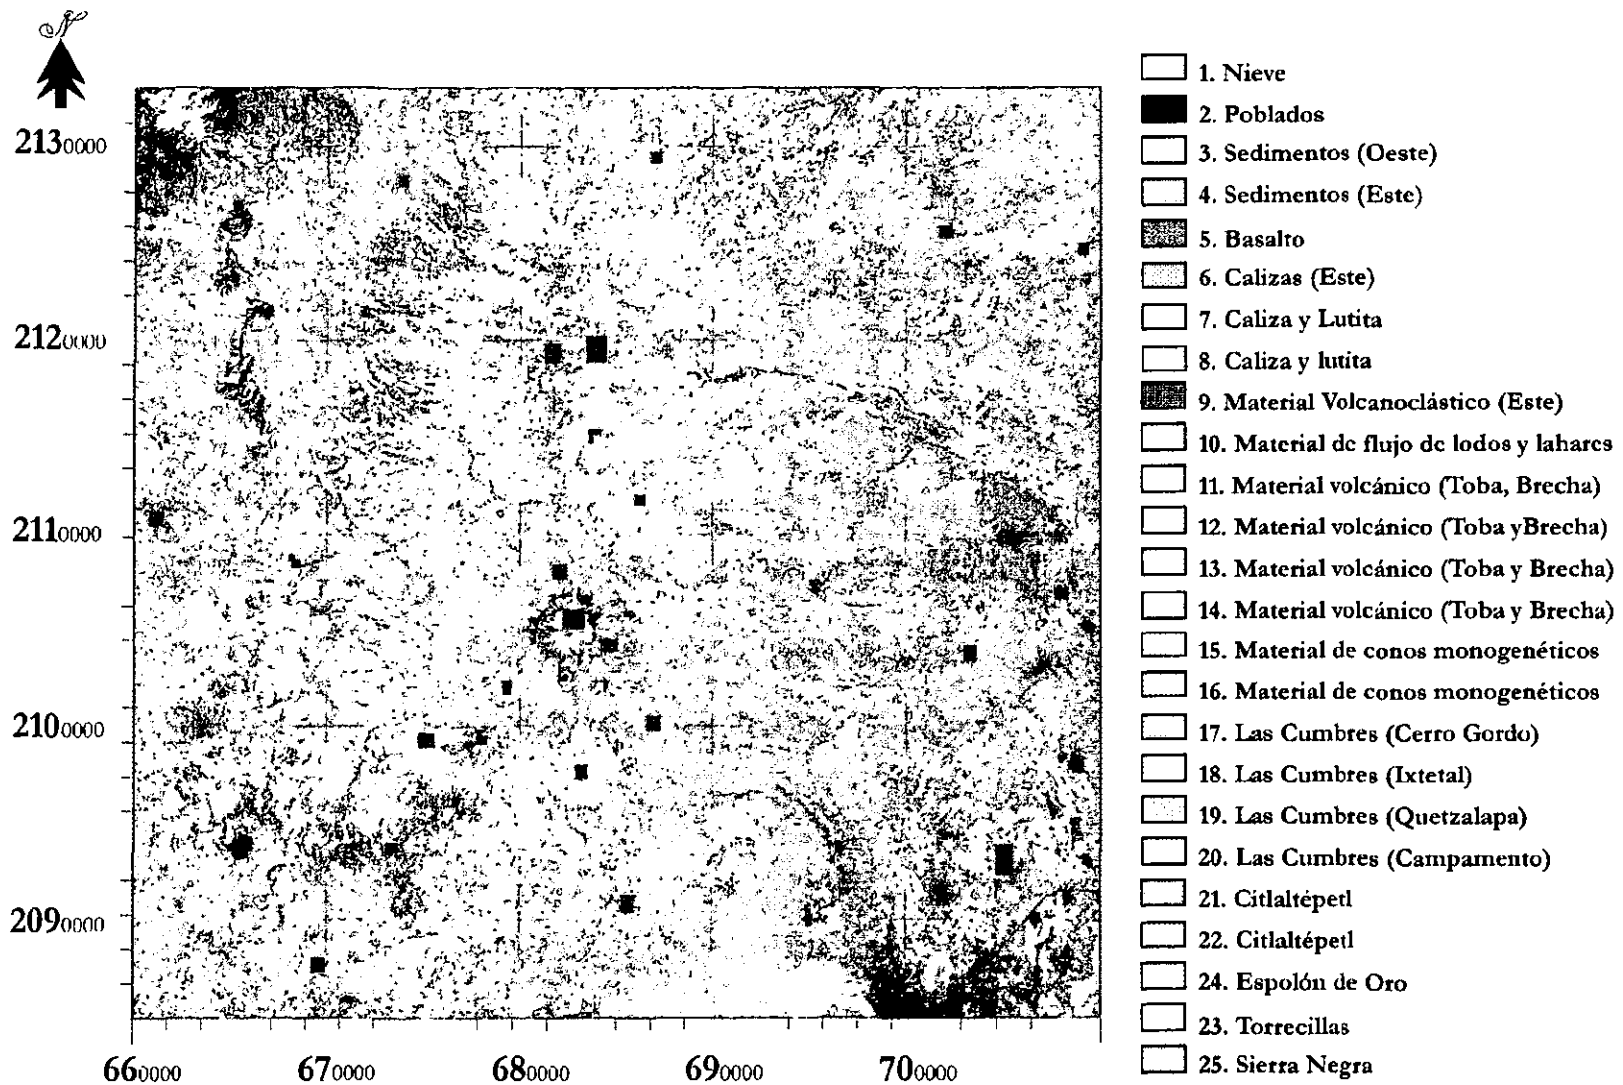 N
2130000
2120000
2110000
2100000
2090000
660000
670000
680000
690000
700000
1. Nieve
2. Poblados
3. Sedimentos (Oeste)
4. Sedimentos (Este)
5. Basalto
6. Calizas (Este)
7. Caliza y Lutita
8. Caliza y lutita
9. Material Volcanoclástico (Este)
10. Material de flujo de lodos y lahares
11. Material volcánico (Toba, Brecha)
12. Material volcánico (Toba yBrecha)
13. Material volcánico (Toba y Brecha)
14. Material volcánico (Toba y Brecha)
15. Material de conos monogenéticos
16. Material de conos monogenéticos
17. Las Cumbres (Cerro Gordo)
18. Las Cumbres (Ixtetal)
19. Las Cumbres (Quetzalapa)
20. Las Cumbres (Campamento)
21. Citlaltépetl
22. Citlaltépetl
24. Espolón de Oro
23. Torrecillas
25. Sierra Negra